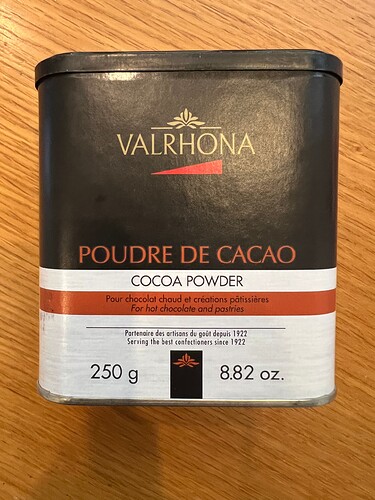 VALRHONA
POUDRE DE CACAO
COCOA POWDER
Pour chocolat chaud et créations pâtissières
For hot chocolate and pastries
Partenaire des artisans du goût depuis 1922
Serving the best confectioners since 1922
250 g 8.82 oz.